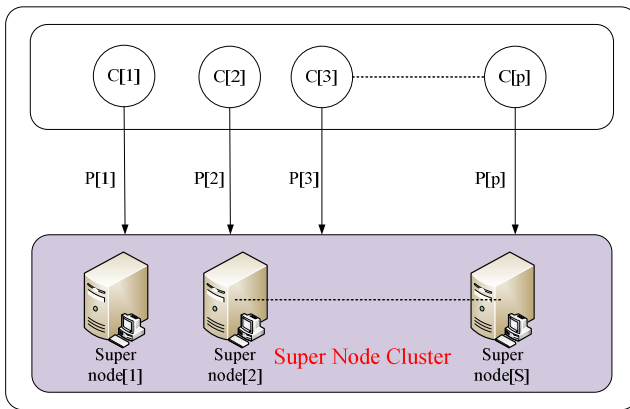 C[1] C[2] C[3] C[p]
P[1] P[2] P[3] P[p]
Super Super Super
node[1] node[2] node[S]
Super Node Cluster